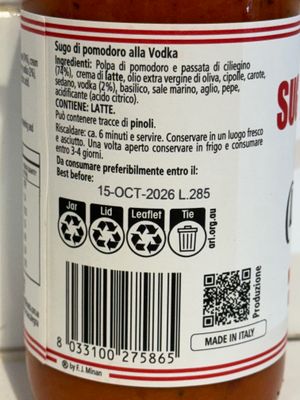 Sugo di pomodoro alla Vodka
Ingredienti: Polpa di pomodoro e passata di ciliegino
(74%), crema di latte, olio extra vergine di oliva, cipolle, carote,
sedano, vodka (2%), basilico, sale marino, aglio, pepe,
acidificante (acido citrico).
CONTIENE: LATTE.
Può contenere tracce di pinoli.
Riscaldare: ca. 6 minuti e servire. Conservare in un luogo fresco
e asciutto. Una volta aperto conservare in frigo e consumare
entro 3-4 giorni.
Da consumare preferibilmente entro il:
Best before:
15-OCT-2026 L.285
Jar
Lid
Leaflet
Tie
arl.org.au
8 033100 275865
Produzione
MADE IN ITALY
® by F.J. Minan
SU